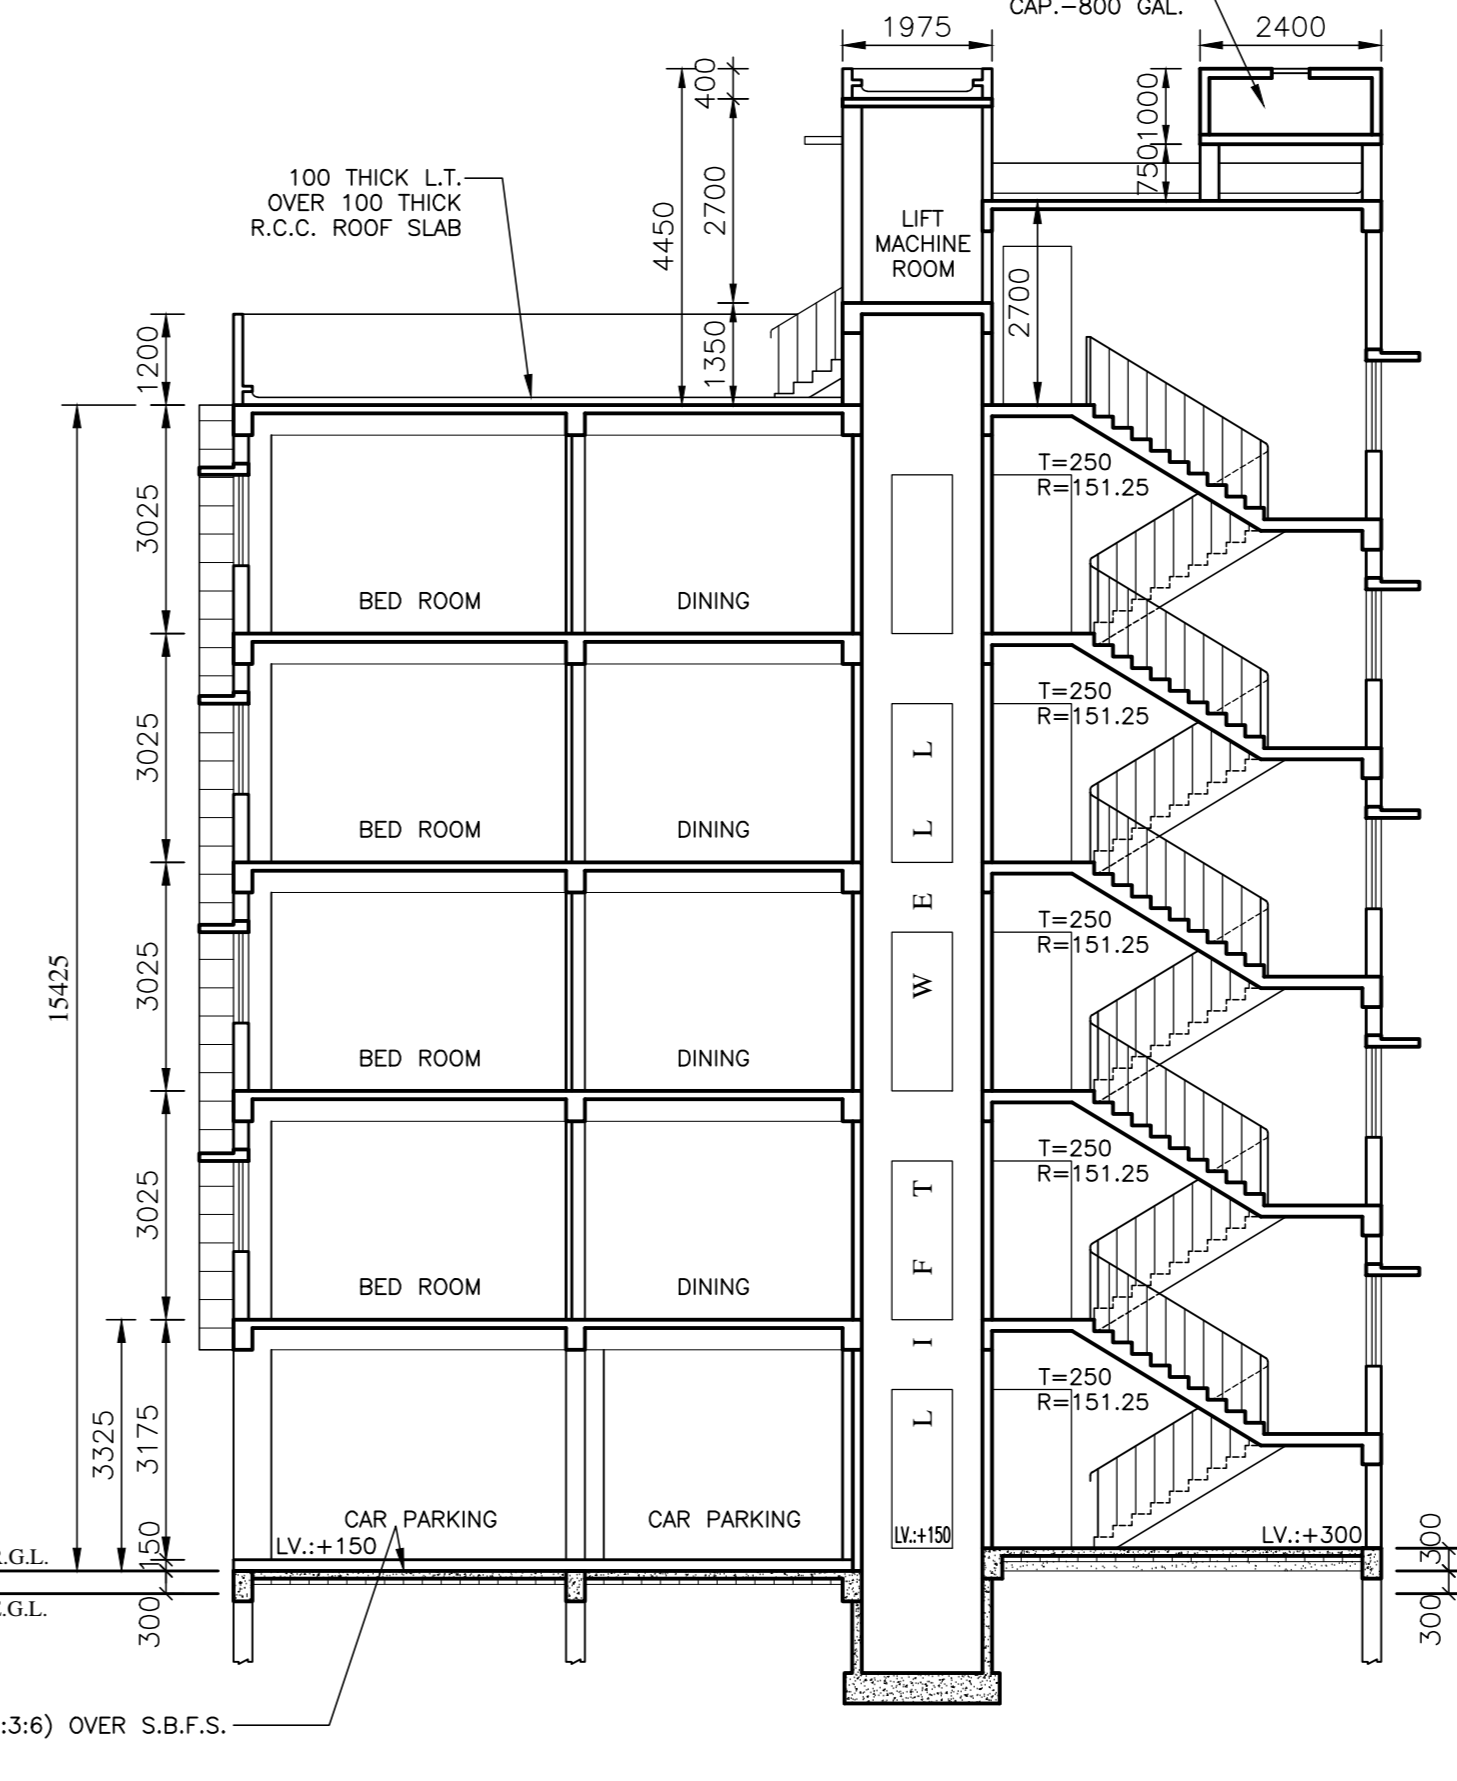 CAP.-800 GAL.
1975
2400
400
1000
750
100 THICK L.T.
OVER 100 THICK
R.C.C. ROOF SLAB
4450
2700
LIFT
MACHINE
ROOM
2700
1200
1350
15425
3025
T=250
R=151.25
BED ROOM
DINING
3025
T=250
R=151.25
BED ROOM
DINING
3025
T=250
R=151.25
BED ROOM
DINING
3025
T=250
R=151.25
BED ROOM
DINING
LIFT WELL
3325
3175
T=250
R=151.25
CAR PARKING
CAR PARKING
LV.:+150
LV.:+150
LV.:+300
150
300
300
300
.G.L.
.G.L.
:3:6) OVER S.B.F.S.